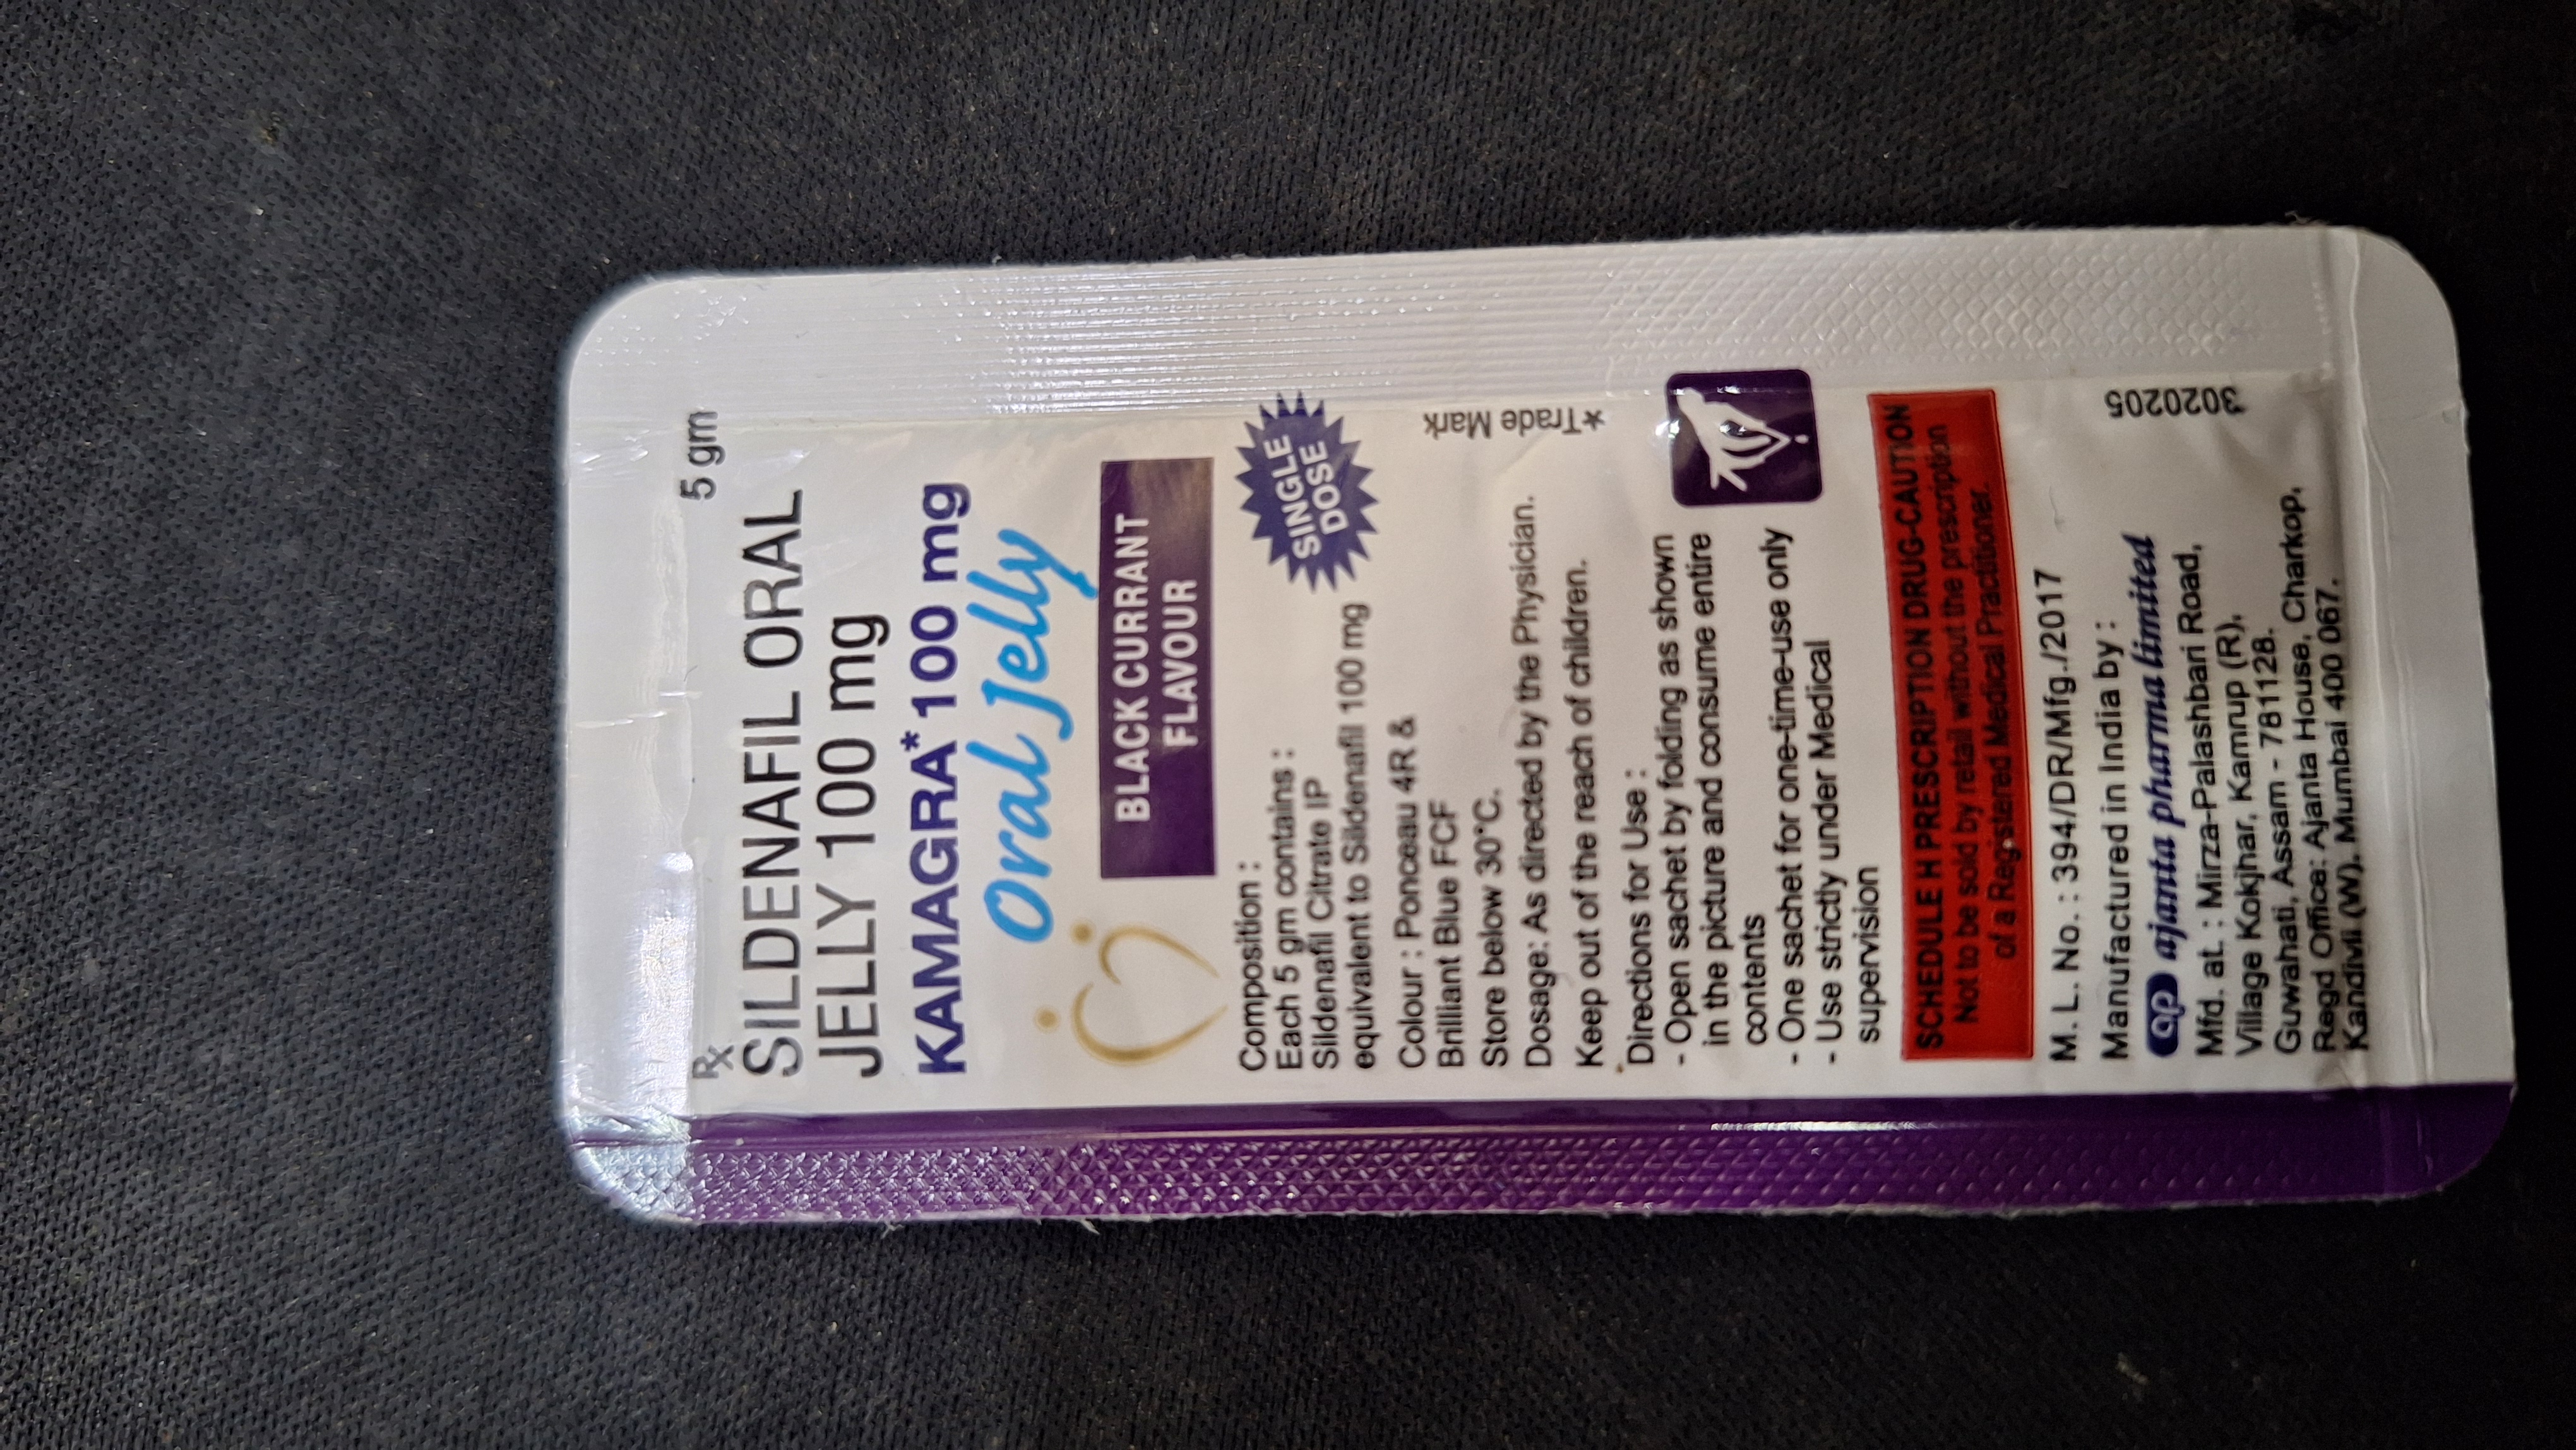 Rx
5 gm
SILDENAFIL ORAL
JELLY 100 mg
KAMAGRA* 100 mg
Oral Jelly
BLACK CURRANT
FLAVOUR
SINGLE
DOSE
Composition :
Each 5 gm contains :
Sildenafil Citrate IP
equivalent to Sildenafil 100 mg
Colour : Ponceau 4R &
Brilliant Blue FCF
*Trade Mark
Store below 30°C.
Dosage: As directed by the Physician.
Keep out of the reach of children.
Directions for Use :
- Open sachet by folding as shown
in the picture and consume entire
contents
- One sachet for one-time-use only
- Use strictly under Medical
supervision
SCHEDULE H PRESCRIPTION DRUG-CAUTION
Not to be sold by retail without the prescription
of a Registered Medical Practitioner.
M. L. No. : 394/DR/Mfg./2017
Manufactured in India by :
ap ajanta pharma limited
Mfd. at. : Mirza-Palashbari Road,
Village Kokjhar, Kamrup (R),
Guwahati, Assam - 781128.
Regd Office: Ajanta House, Charkop,
Kandivli (W), Mumbai 400 067.
3020205